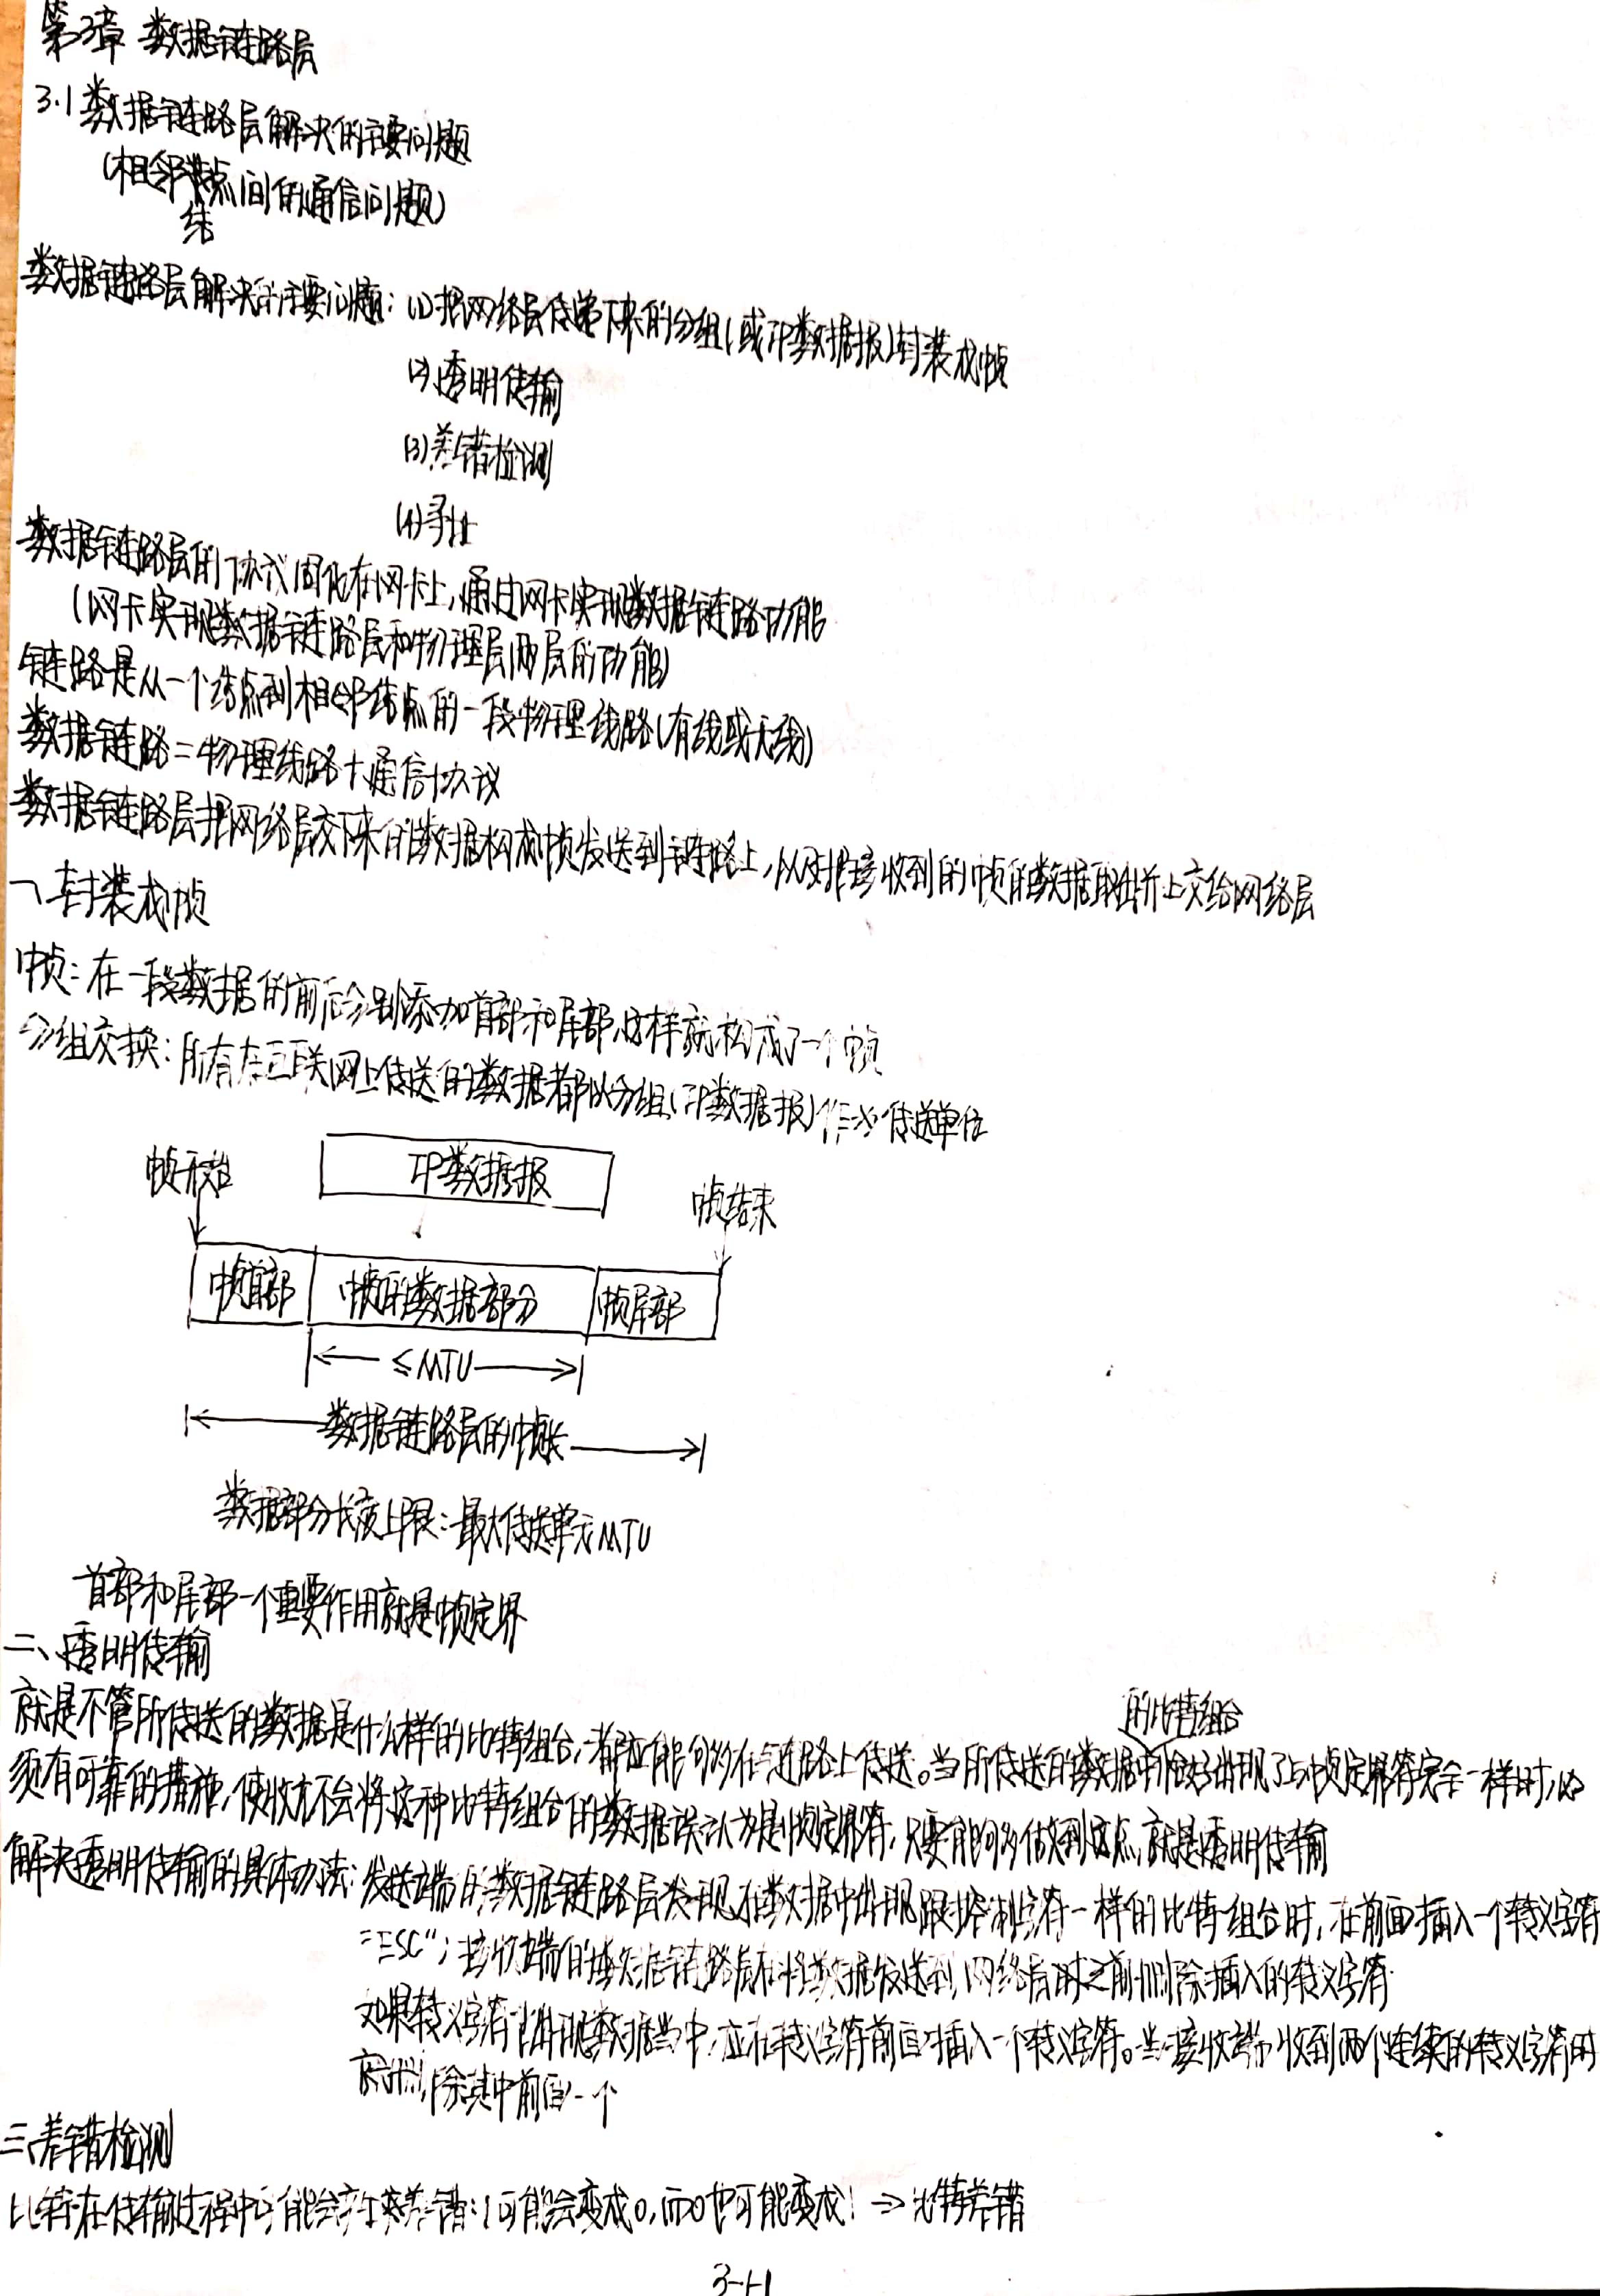 第3章 数据链路层
3.1 数据链路层解决的主要问题
(相邻结点间的通信问题)
数据链路层解决的主要问题: (1)把网络层传递下来的分组(或IP数据报)封装成帧
(2)透明传输
(3)差错检测
(4)寻址
数据链路层的协议固化在网卡上,通过网卡实现数据链路功能
(网卡实现数据链路层和物理层两层的功能)
链路是从一个结点到相邻结点的一段物理线路(有线或无线)
数据链路=物理线路+通信协议
数据链路层把网络层交下来的数据构成帧发送到链路上,以及把接收到的帧的数据取出并上交给网络层
一、封装成帧
帧:在一段数据的前后分别添加首部和尾部,这样就构成了一个帧
分组交换:所有在互联网上传送的数据都以分组(IP数据报)作为传送单位
帧开始
IP数据报
帧结束
帧首部 帧的数据部分 帧尾部
≤MTU
数据链路层的帧长
数据部分长度上限:最大传送单元MTU
首部和尾部一个重要作用就是帧定界
二、透明传输
就是不管所传送的数据是什么样的比特组合,都应能够在链路上传送。当所传送的数据中的比特组合恰好出现了与帧定界符完全一样时,必
须有可靠的措施,使收方不会将这种比特组合的数据误认为是帧定界符,只要能够做到这点,就是透明传输
解决透明传输的具体办法:发送端的数据链路层发现在数据中出现跟控制字符一样的比特组合时,在前面插入一个转义字符
"ESC";接收端的数据链路层在将数据发送到网络层时之前删除插入的转义字符
如果转义字符出现数据当中,应在转义字符前面插入一个转义字符。当接收端收到两个连续的转义字符时
就删除其中前面一个
三、差错检测
比特在传输过程中可能会产生差错:1可能会变成0,而0也可能变成1 → 比特差错
3-H